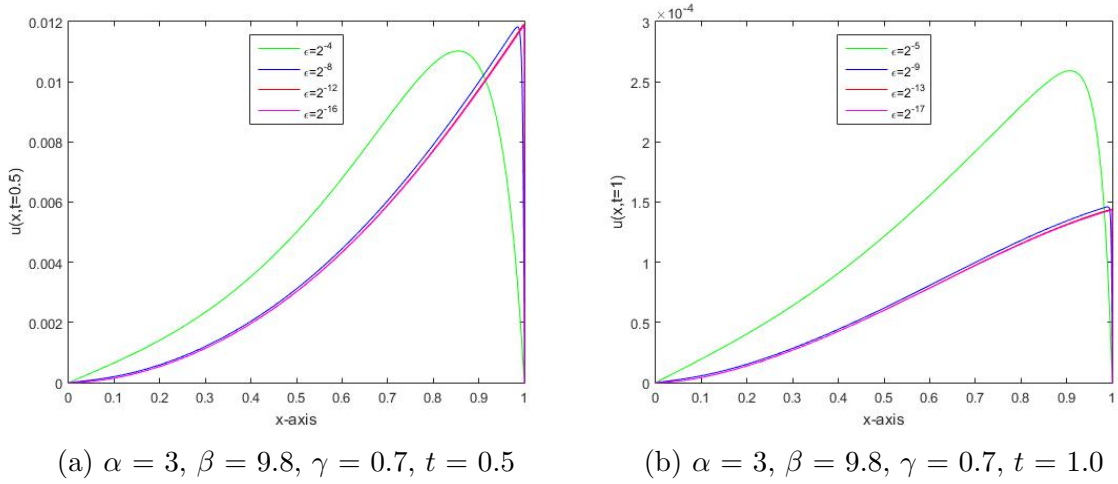 0.012
0.01
0.008
0.006
0.004
0.002
0
u(x,t=0.5)
ϵ=2^-4
ϵ=2^-8
ϵ=2^-12
ϵ=2^-16
0 0.1 0.2 0.3 0.4 0.5 0.6 0.7 0.8 0.9 1
x-axis
(a) α = 3, β = 9.8, γ = 0.7, t = 0.5
×10^-4
3
2.5
2
1.5
1
0.5
0
u(x,t=1)
ϵ=2^-5
ϵ=2^-9
ϵ=2^-13
ϵ=2^-17
0 0.1 0.2 0.3 0.4 0.5 0.6 0.7 0.8 0.9 1
x-axis
(b) α = 3, β = 9.8, γ = 0.7, t = 1.0